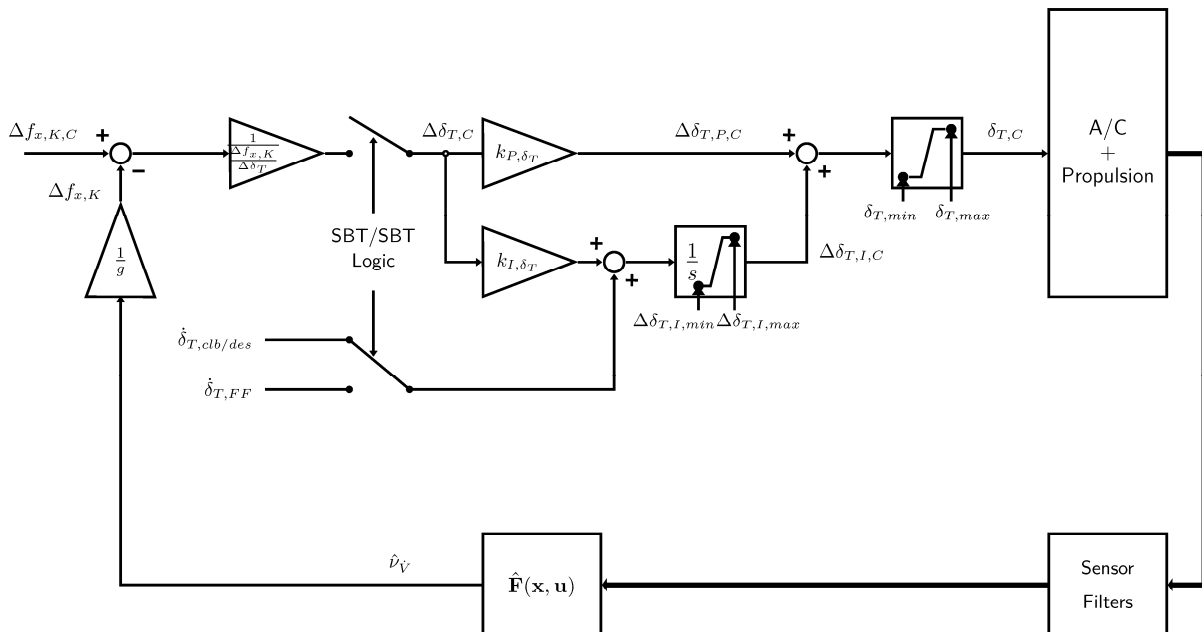 Δf_{x,K,C}
+
−
Δf_{x,K}
1/g
1
Δf_{x,K}
Δδ_T
SBT/SBT
Logic
Δδ_{T,C}
k_{P,δ_T}
Δδ_{T,P,C}
+
+
k_{I,δ_T}
+
+
1/s
Δδ_{T,I,min} Δδ_{T,I,max}
Δδ_{T,I,C}
δ_{T,min} δ_{T,max}
δ_{T,C}
A/C
+
Propulsion
δ̇_{T,clb/des}
δ̇_{T,FF}
ν̂_{V̇}
F̂(x, u)
Sensor
Filters